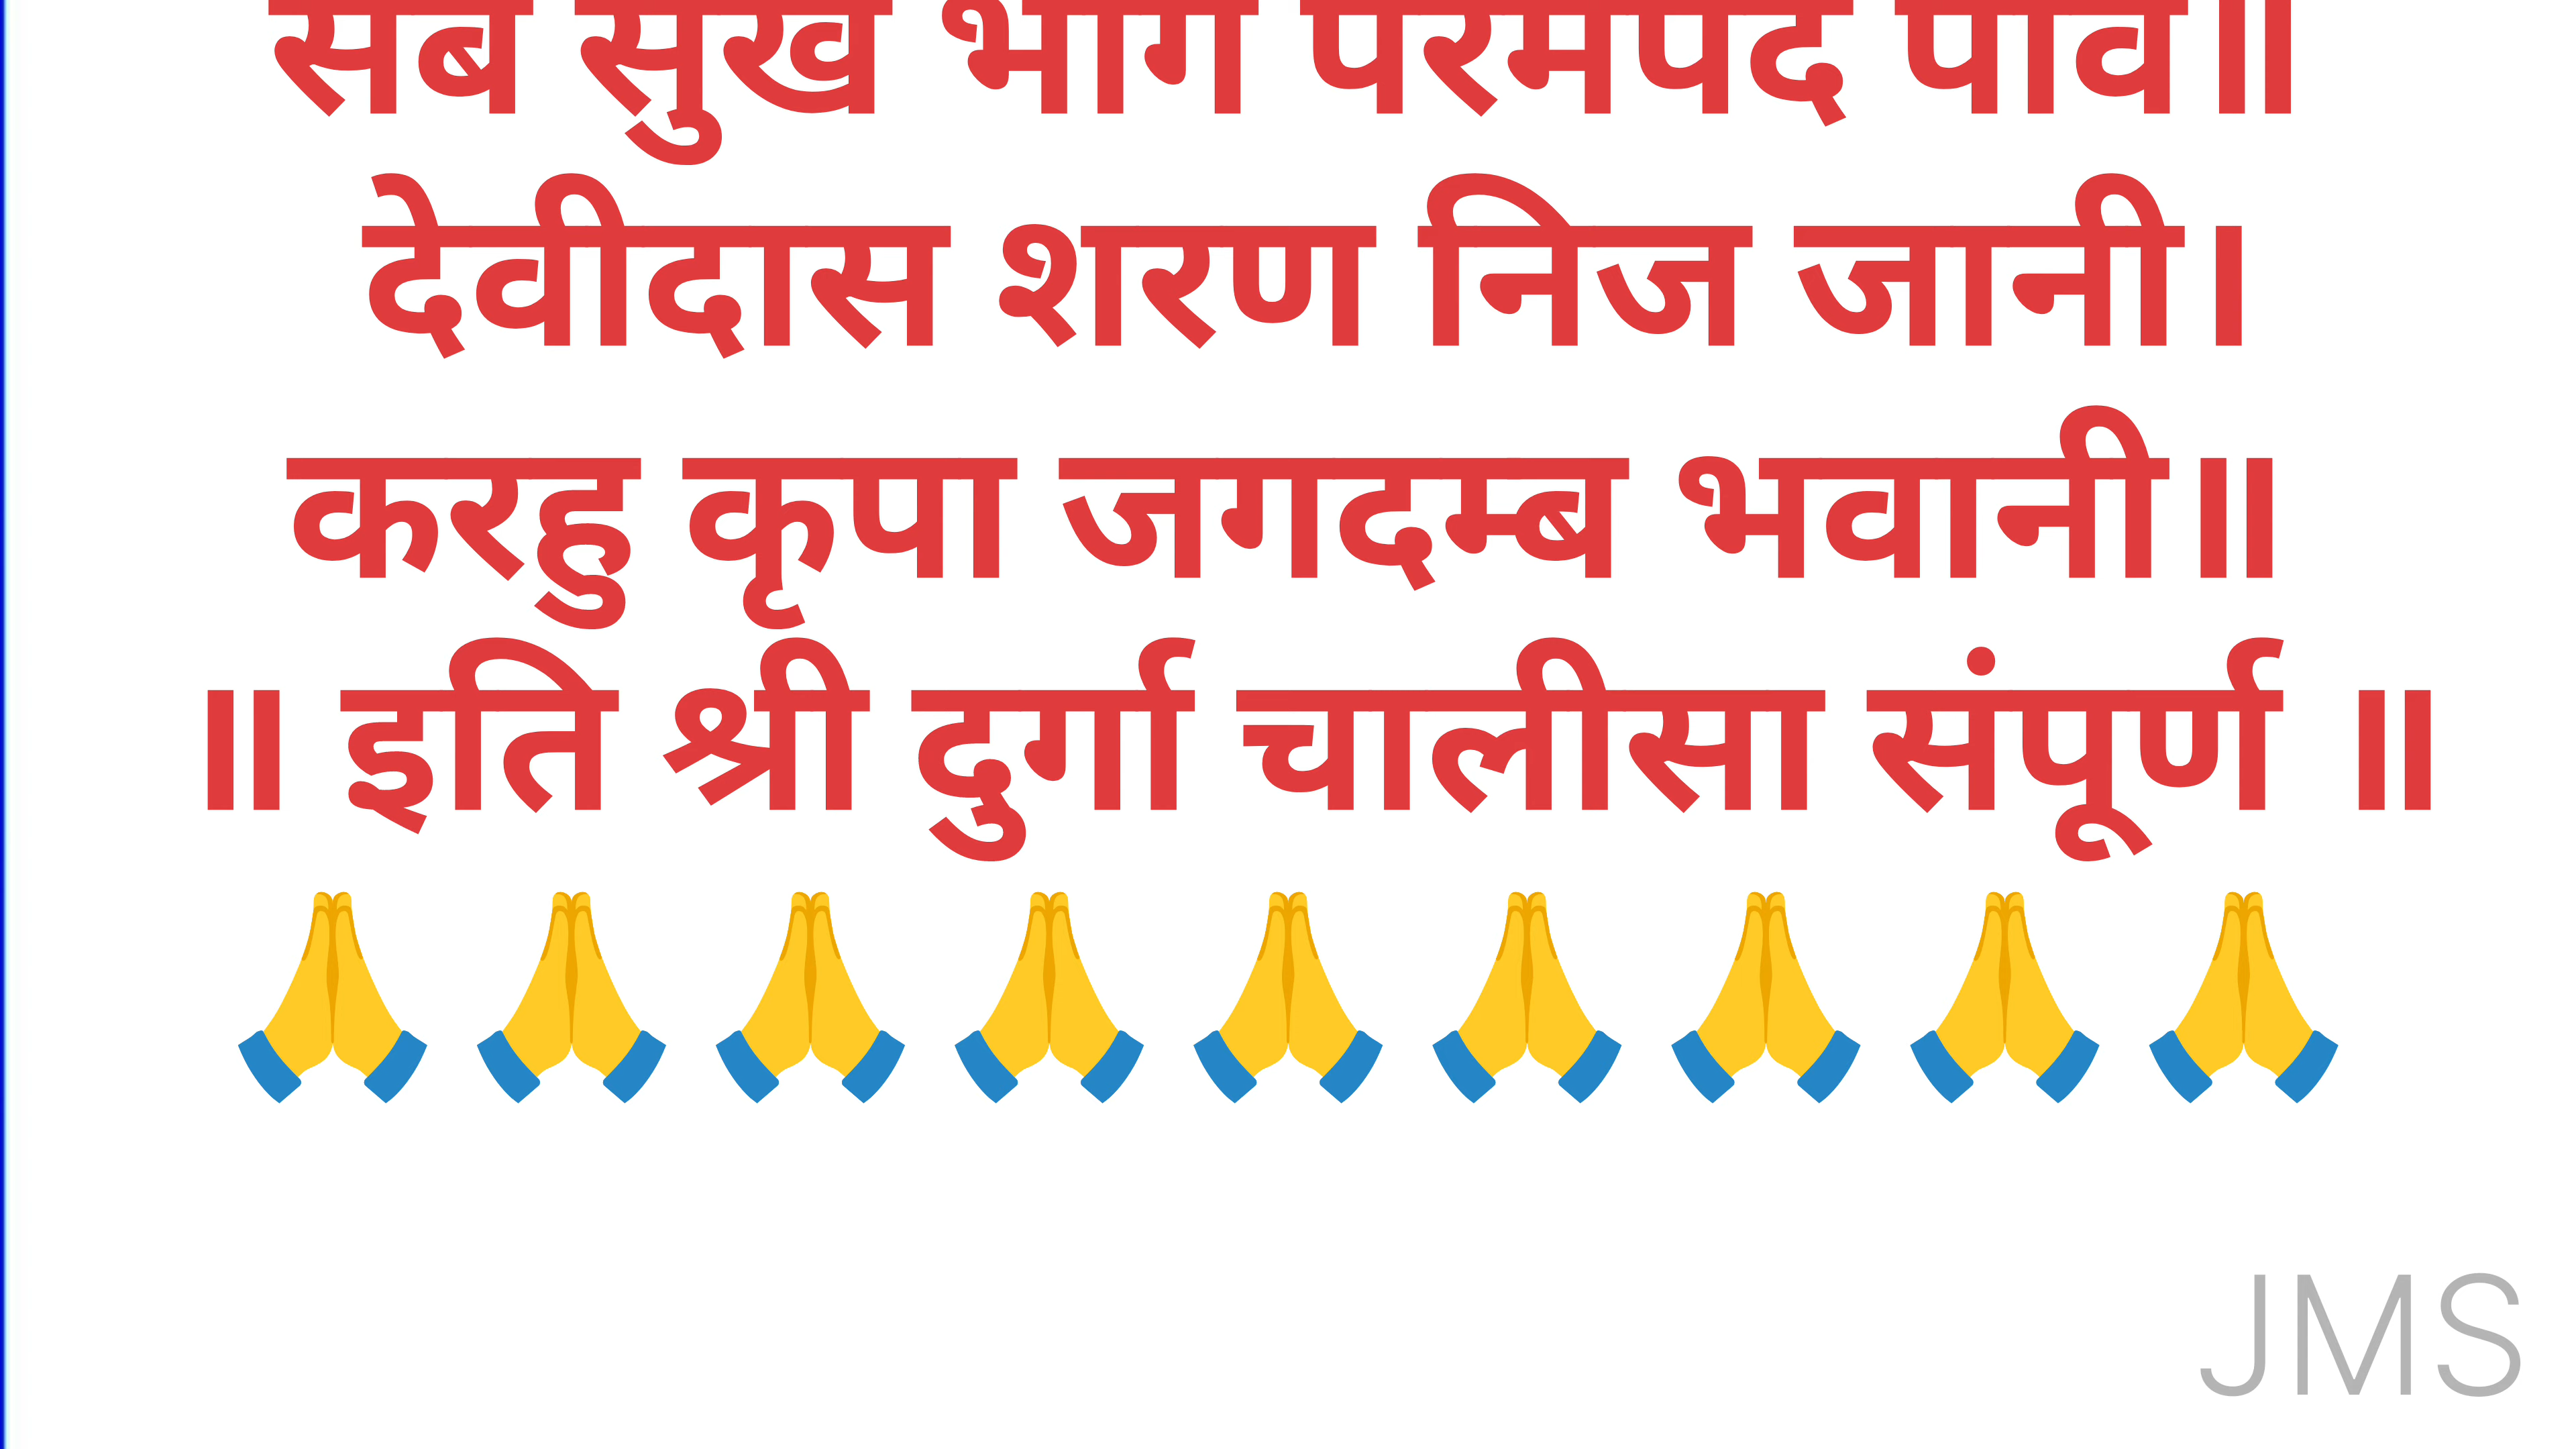 सब सुख परमपद
देवीदास शरण निज जानी।
करहु कृपा जगदम्ब भवानी॥
॥ इति श्री दुर्गा चालीसा संपूर्ण ॥
🙏🙏🙏🙏🙏🙏🙏🙏🙏
JMS